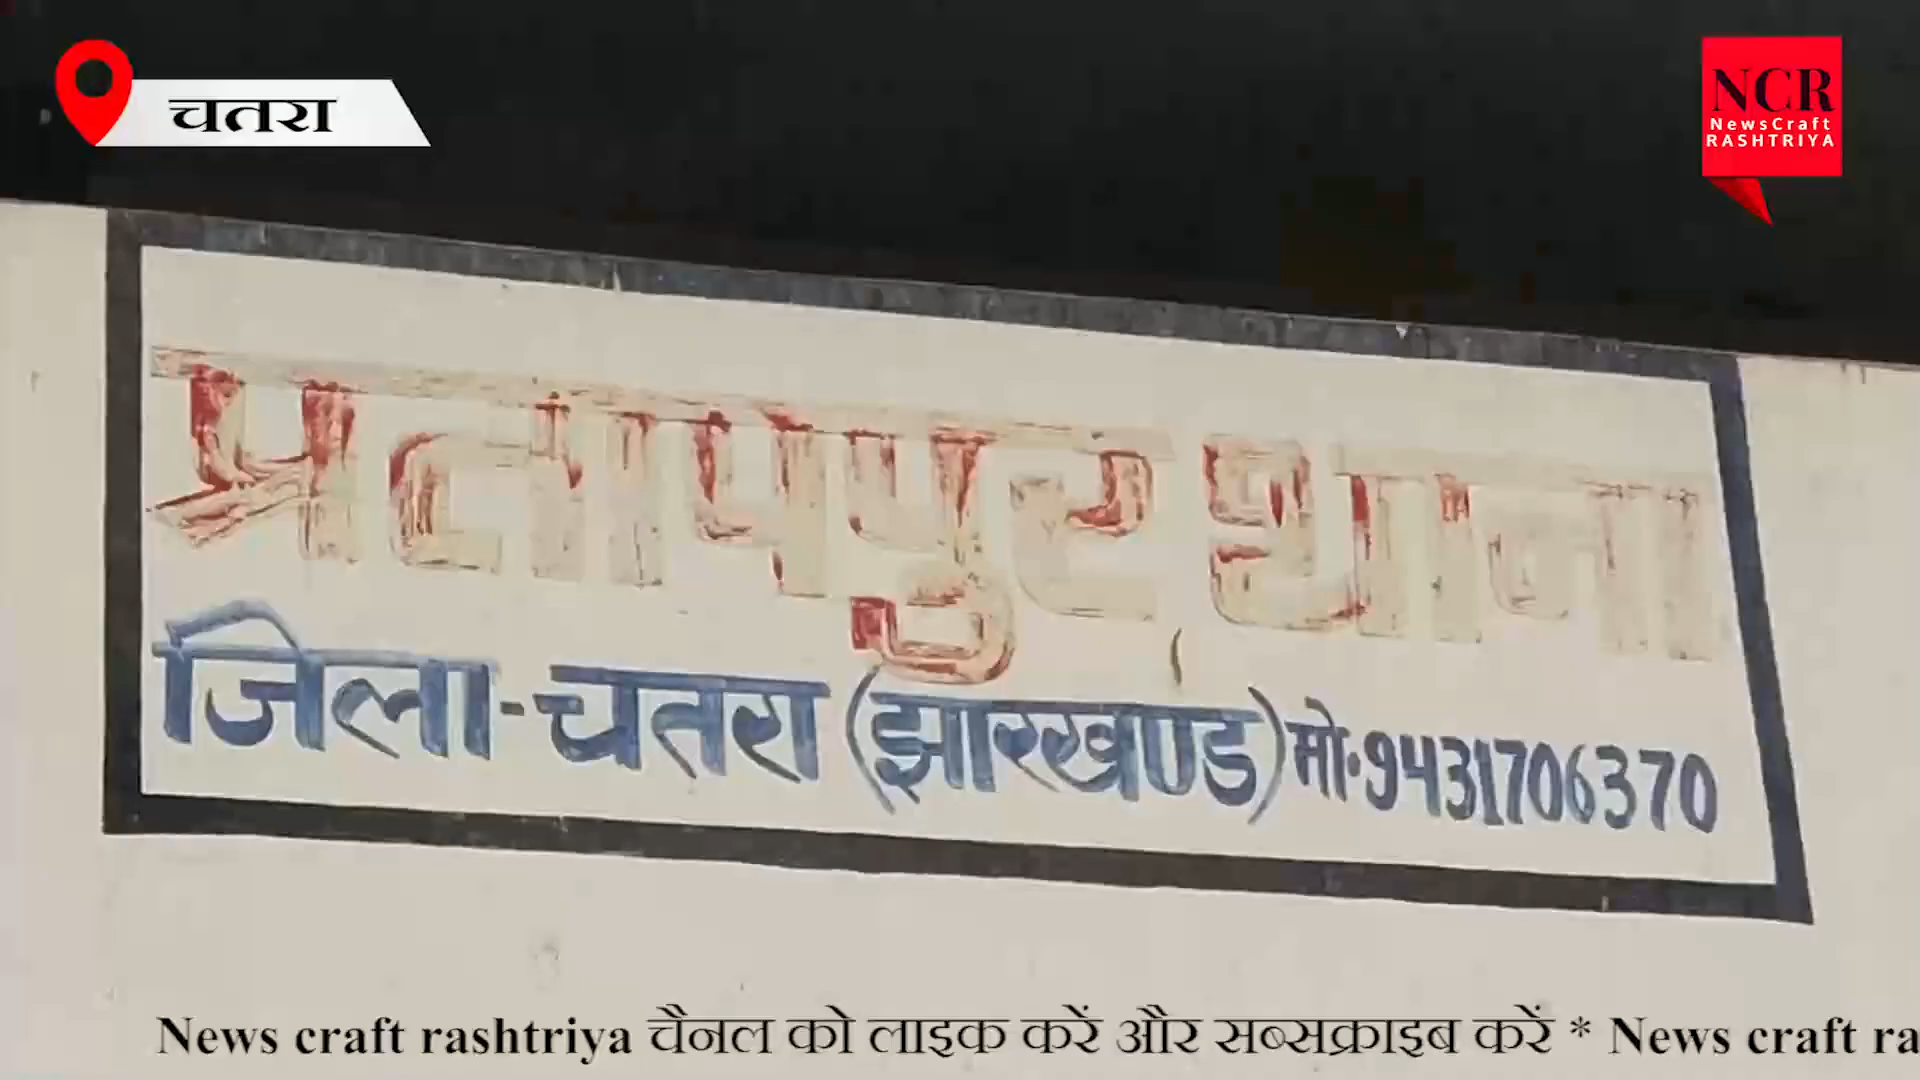 चतरा
NCR
NewsCraft
RASHTRIYA
प्रतापपुर थाना
जिला-चतरा (झारखण्ड) मो.9431706370
News craft rashtriya चैनल को लाइक करें और सब्सक्राइब करें * News craft ra